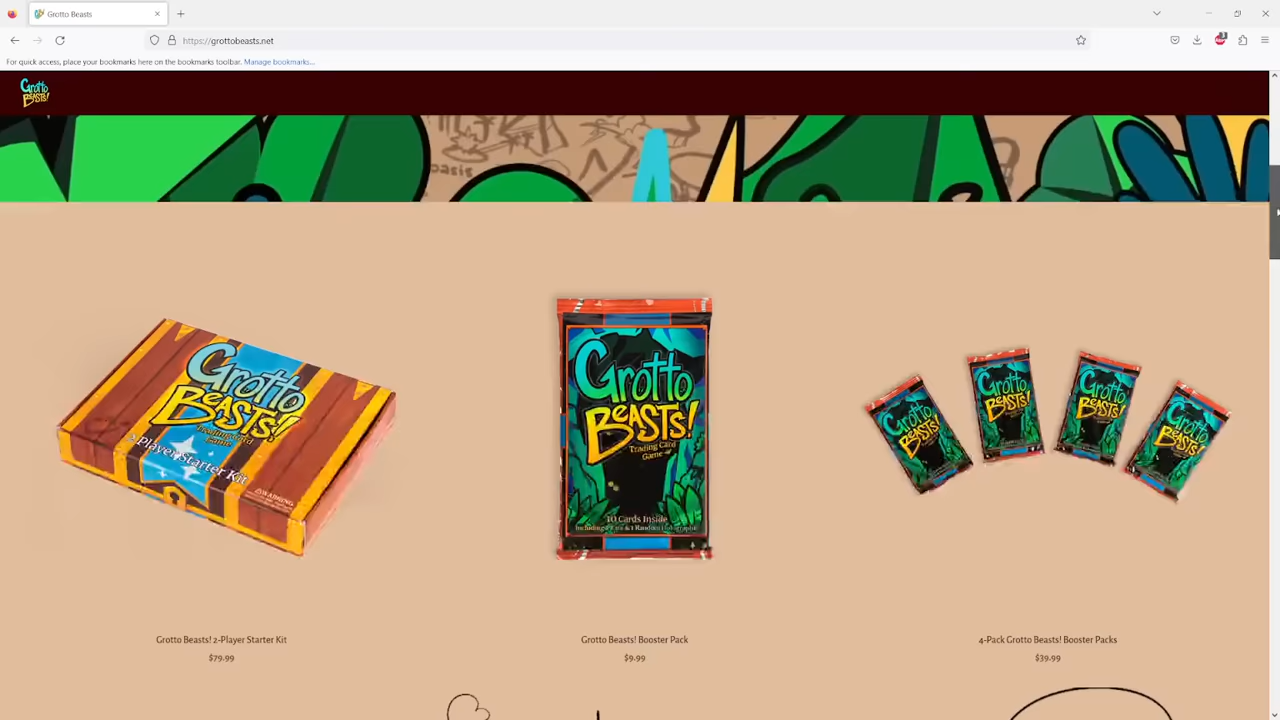 Grotto Beasts
https://grottobeasts.net
3
For quick access, place your bookmarks here on the bookmarks toolbar. Manage bookmarks...
Grotto
BEASTS!
oasis
Grotto
BEASTS!
Trading Card
Game
2 Player Starter Kit
WARNING
Grotto
BEASTS!
Trading Card
Game
10 Cards Inside
Grotto
BEASTS!
Grotto
BEASTS!
Grotto
BEASTS!
Grotto
BEASTS!
Grotto Beasts! 2-Player Starter Kit
$79.99
Grotto Beasts! Booster Pack
$9.99
4-Pack Grotto Beasts! Booster Packs
$39.99